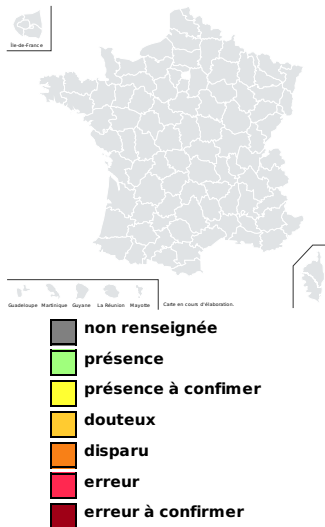 Île-de-France
Guadeloupe Martinique Guyane La Réunion Mayotte Carte en cours d'élaboration.
non renseignée
présence
présence à confimer
douteux
disparu
erreur
erreur à confirmer